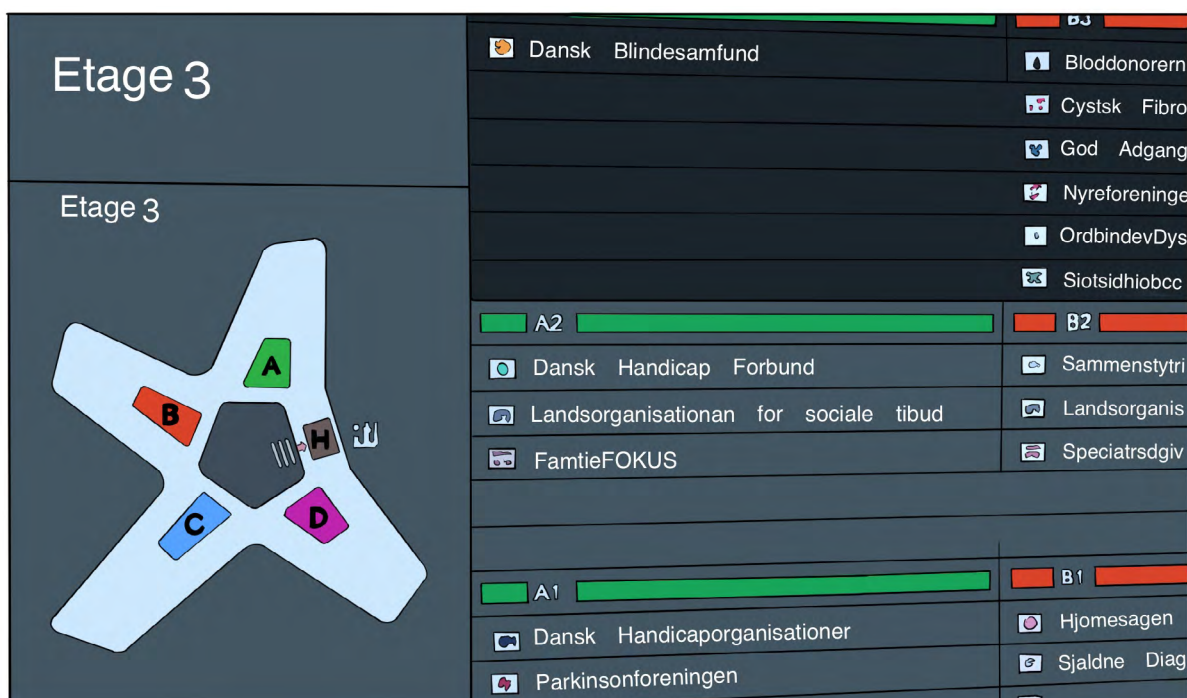 Etage 3
Etage 3
A
B
H
C
D
Dansk Blindesamfund
A2
Dansk Handicap Forbund
Landsorganisationan for sociale tibud
FamtieFOKUS
A1
Dansk Handicaporganisationer
Parkinsonforeningen
B3
Bloddonorern
Cystsk Fibro
God Adgang
Nyreforeninge
OrdbindevDys
Siotsidhiobcc
B2
Sammenstytri
Landsorganis
Speciatrsdgiv
B1
Hjomesagen
Sjaldne Diag